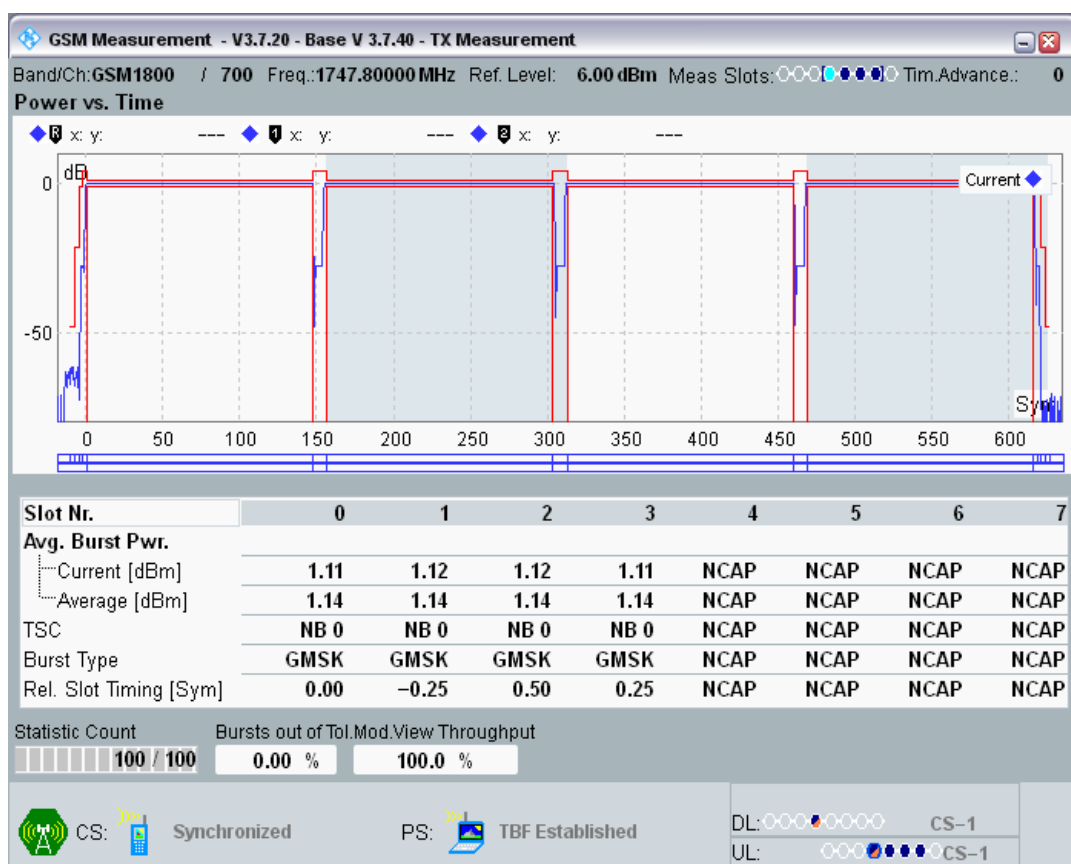 GSM Measurement - V3.7.20 - Base V 3.7.40 - TX Measurement
Band/Ch:GSM1800 / 700 Freq.:1747.80000 MHz Ref. Level: 6.00 dBm Meas Slots: Tim.Advance.: 0
Power vs. Time
R x: y: --- 1 x: y: --- 2 x: y: ---
dB
0
Current
-50
Sym
0 50 100 150 200 250 300 350 400 450 500 550 600
Slot Nr. 0 1 2 3 4 5 6 7
Avg. Burst Pwr.
Current [dBm] 1.11 1.12 1.12 1.11 NCAP NCAP NCAP NCAP
Average [dBm] 1.14 1.14 1.14 1.14 NCAP NCAP NCAP NCAP
TSC NB 0 NB 0 NB 0 NB 0 NCAP NCAP NCAP NCAP
Burst Type GMSK GMSK GMSK GMSK NCAP NCAP NCAP NCAP
Rel. Slot Timing [Sym] 0.00 −0.25 0.50 0.25 NCAP NCAP NCAP NCAP
Statistic Count Bursts out of Tol. Mod.View Throughput
100 / 100 0.00 % 100.0 %
CS: Synchronized PS: TBF Established
DL: CS−1
UL: CS−1